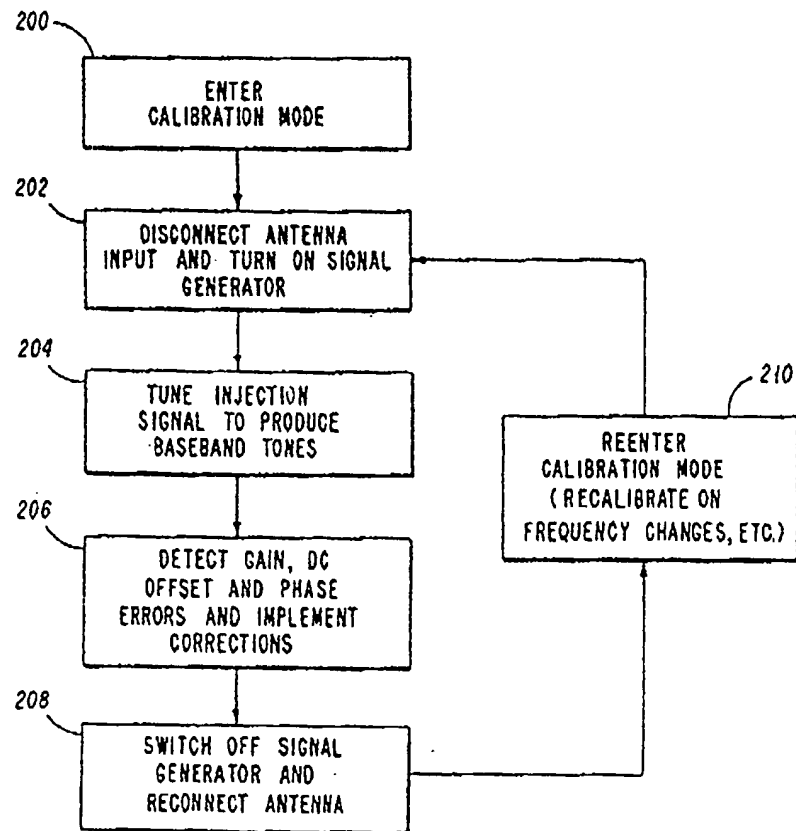 200
ENTER
CALIBRATION MODE
202
DISCONNECT ANTENNA
INPUT AND TURN ON SIGNAL
GENERATOR
204
TUNE INJECTION
SIGNAL TO PRODUCE
BASEBAND TONES
206
DETECT GAIN, DC
OFFSET AND PHASE
ERRORS AND IMPLEMENT
CORRECTIONS
208
SWITCH OFF SIGNAL
GENERATOR AND
RECONNECT ANTENNA
210
REENTER
CALIBRATION MODE
(RECALIBRATE ON
FREQUENCY CHANGES, ETC.)